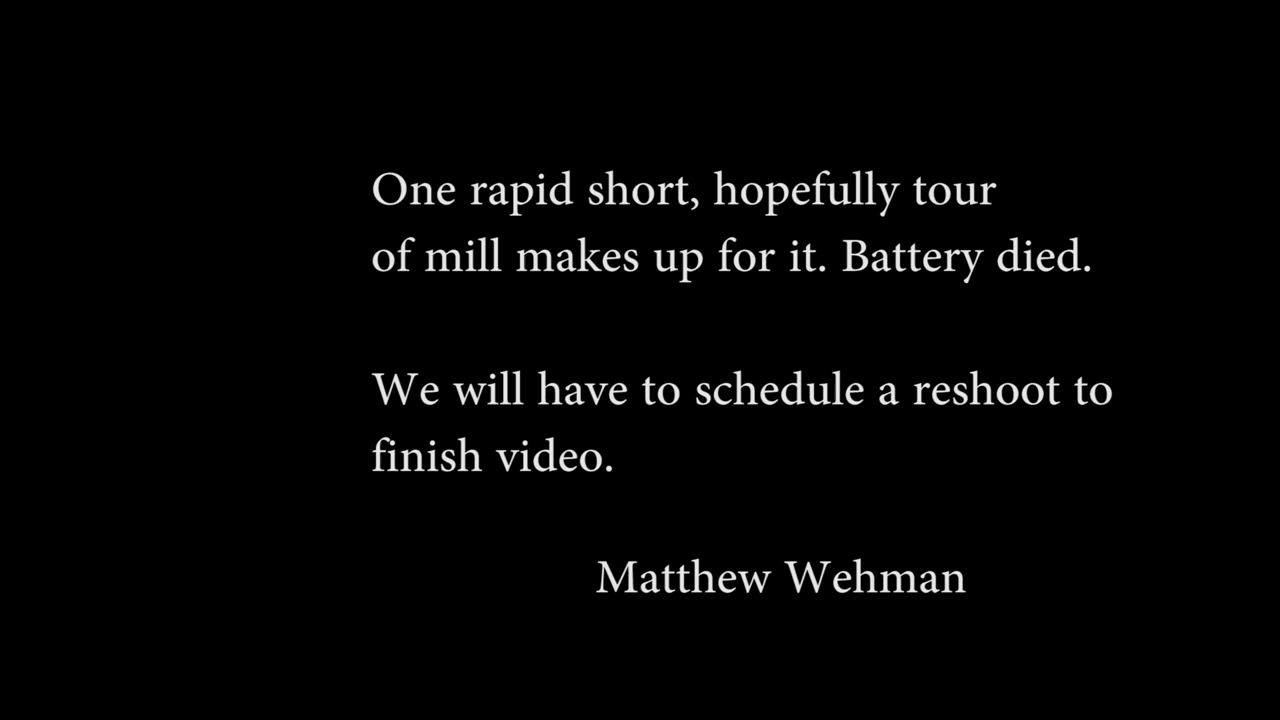 One rapid short, hopefully tour
of mill makes up for it. Battery died.
We will have to schedule a reshoot to
finish video.
Matthew Wehman